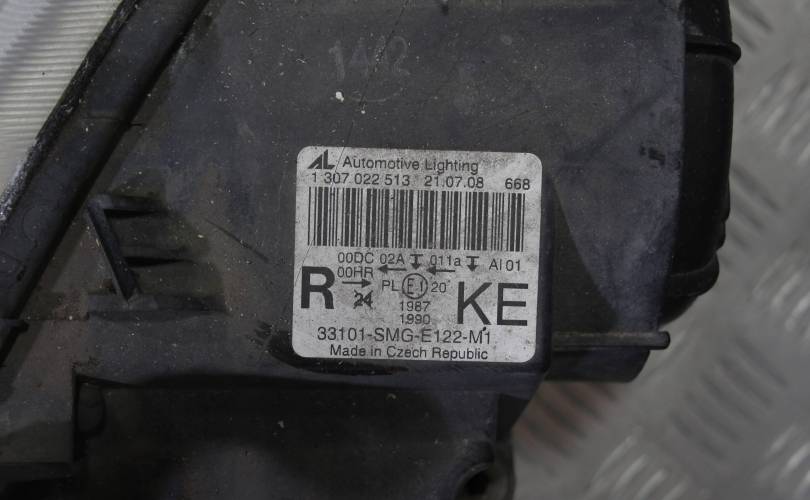 1412
AL Automotive Lighting
1 307 022 513 21.07.08 668
00DC 02A 011a AI 01
00HR
R PL E1 20 KE
24
1987
1990
33101-SMG-E122-M1
Made in Czech Republic